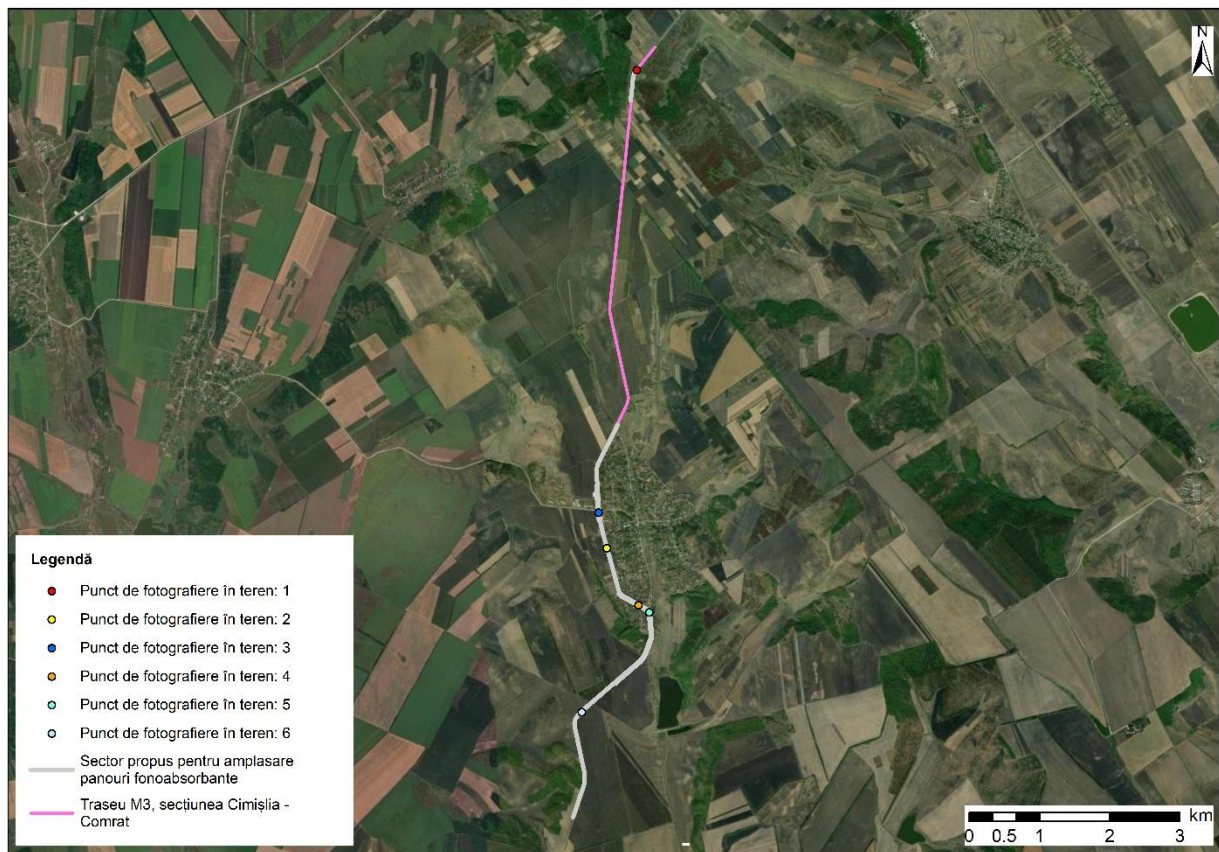 N
Legendă
Punct de fotografiere în teren: 1
Punct de fotografiere în teren: 2
Punct de fotografiere în teren: 3
Punct de fotografiere în teren: 4
Punct de fotografiere în teren: 5
Punct de fotografiere în teren: 6
Sector propus pentru amplasare
panouri fonoabsorbante
Traseu M3, secțiunea Cimișlia -
Comrat
km
0 0.5 1 2 3